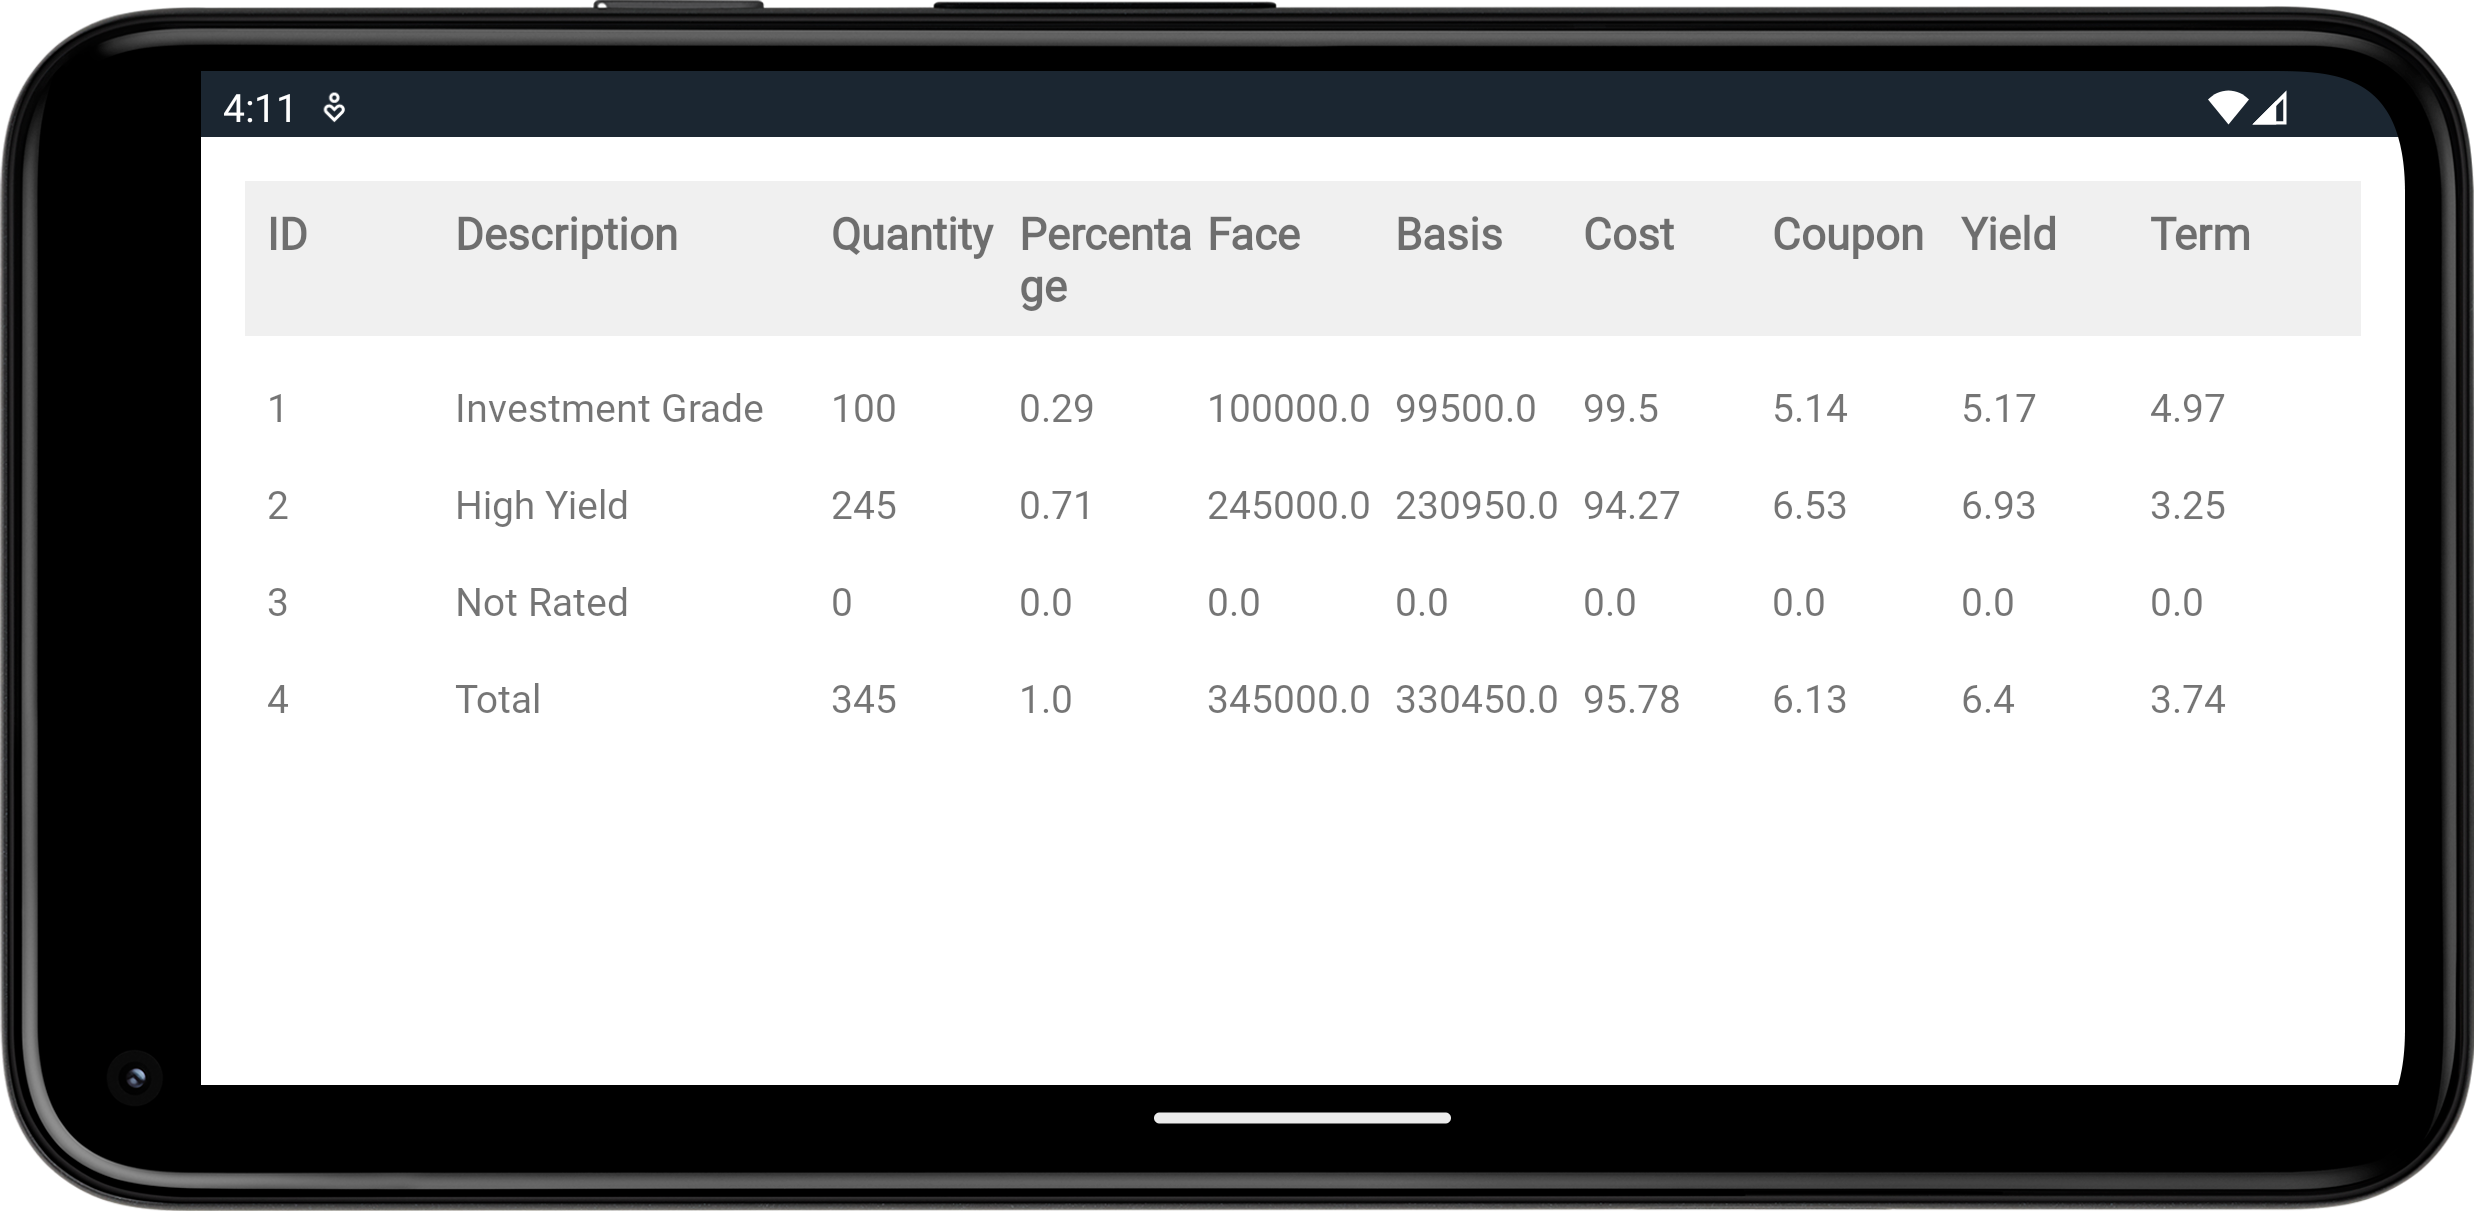 4:11
ID Description Quantity Percenta Face Basis Cost Coupon Yield Term
ge
1 Investment Grade 100 0.29 100000.0 99500.0 99.5 5.14 5.17 4.97
2 High Yield 245 0.71 245000.0 230950.0 94.27 6.53 6.93 3.25
3 Not Rated 0 0.0 0.0 0.0 0.0 0.0 0.0 0.0
4 Total 345 1.0 345000.0 330450.0 95.78 6.13 6.4 3.74